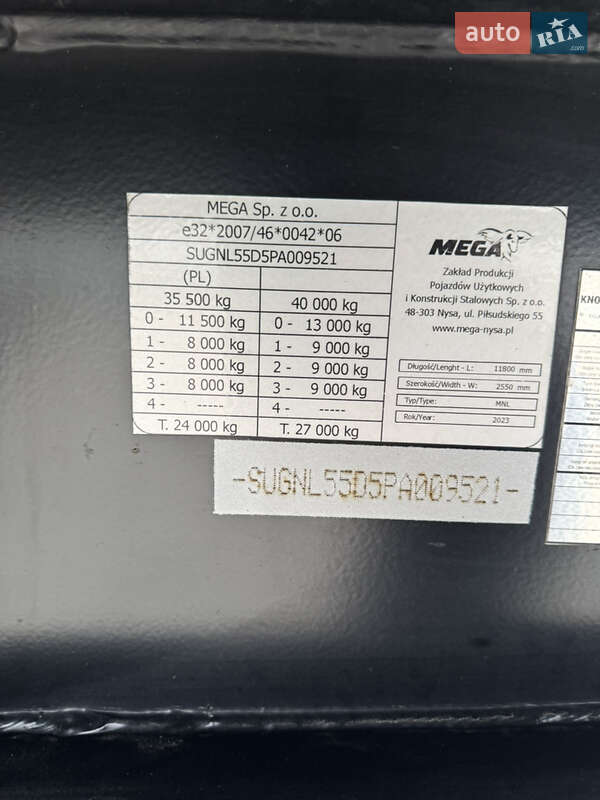 auto RIA.com
MEGA Sp. z o.o.
e32*2007/46*0042*06
SUGNL55D5PA009521
(PL)
35 500 kg 40 000 kg
0 - 11 500 kg 0 - 13 000 kg
1 - 8 000 kg 1 - 9 000 kg
2 - 8 000 kg 2 - 9 000 kg
3 - 8 000 kg 3 - 9 000 kg
4 - ----- 4 - -----
T. 24 000 kg T. 27 000 kg
MEGA
Zakład Produkcji
Pojazdów Użytkowych
i Konstrukcji Stalowych Sp. z o.o.
48-303 Nysa, ul. Piłsudskiego 55
www.mega-nysa.pl
Długość/Lenght - L: 11800 mm
Szerokość/Width - W: 2550 mm
Typ/Type: MNL
Rok/Year: 2023
-SUGNL55D5PA009521-
KNO